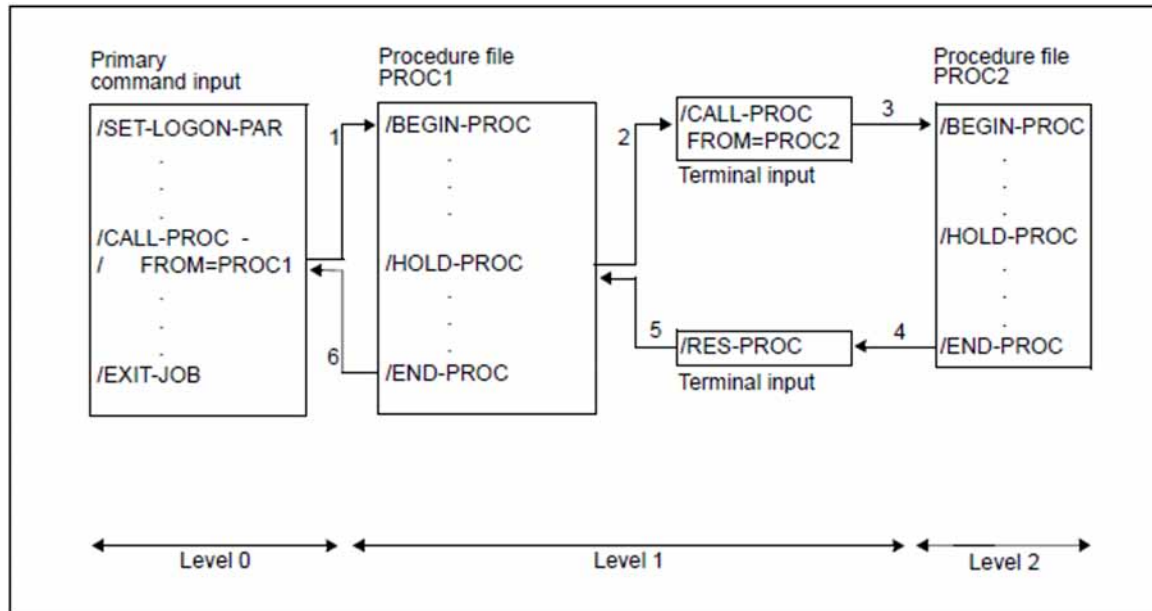 Primary
command input
/SET-LOGON-PAR
.
.
.
/CALL-PROC -
/ FROM=PROC1
.
.
.
/EXIT-JOB
1
6
Procedure file
PROC1
/BEGIN-PROC
.
.
.
/HOLD-PROC
.
.
.
/END-PROC
2
5
/CALL-PROC
FROM=PROC2
Terminal input
/RES-PROC
Terminal input
3
4
Procedure file
PROC2
/BEGIN-PROC
.
.
.
/HOLD-PROC
.
.
.
/END-PROC
Level 0
Level 1
Level 2